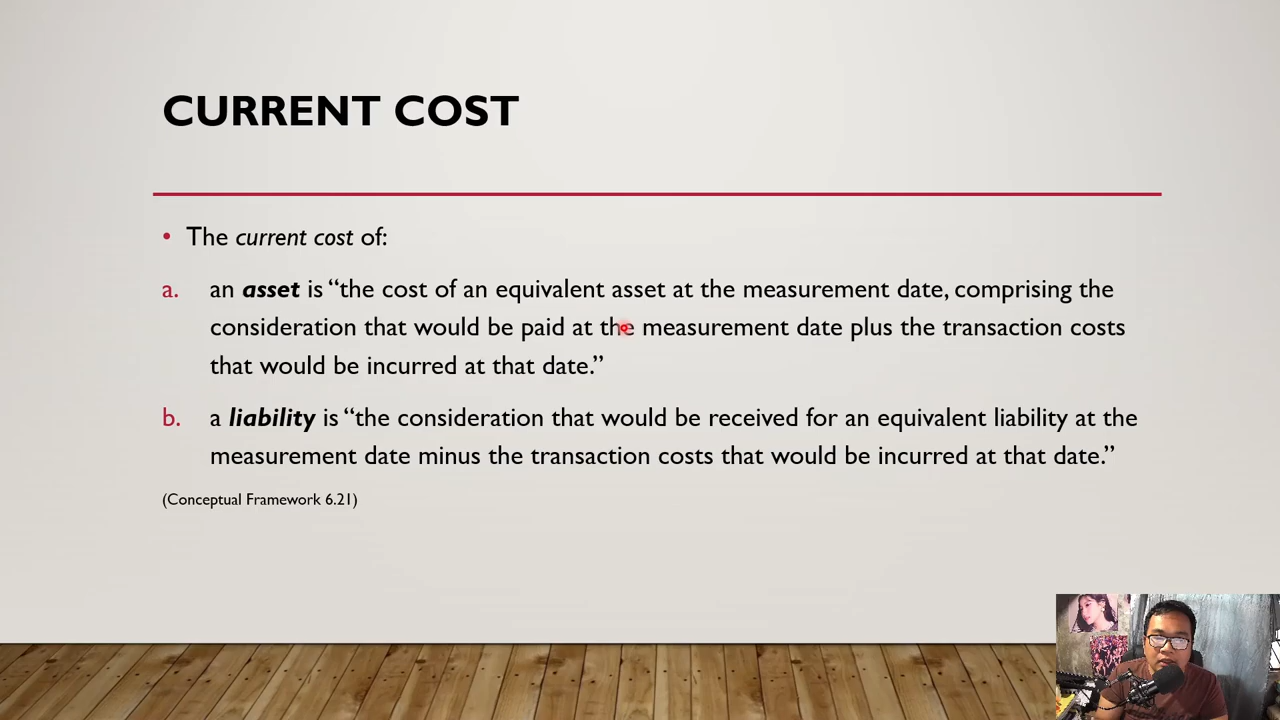 CURRENT COST
• The current cost of:
a. an asset is “the cost of an equivalent asset at the measurement date, comprising the
consideration that would be paid at the measurement date plus the transaction costs
that would be incurred at that date.”
b. a liability is “the consideration that would be received for an equivalent liability at the
measurement date minus the transaction costs that would be incurred at that date.”
(Conceptual Framework 6.21)